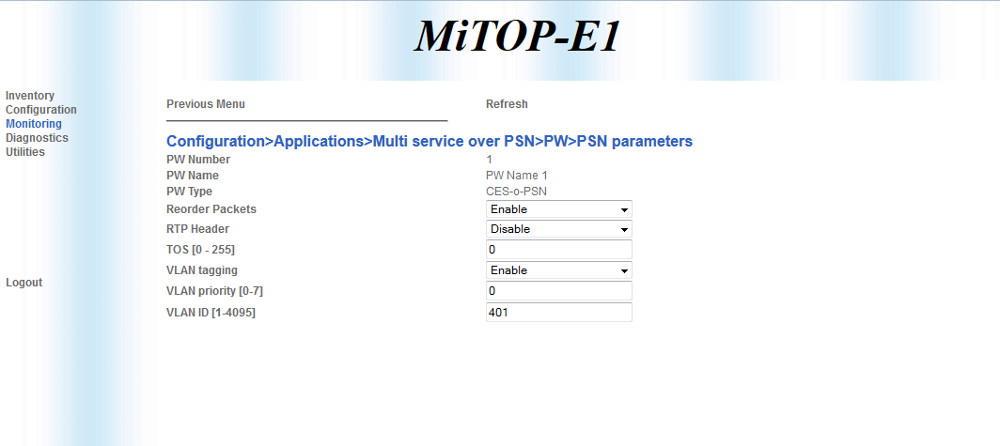 MiTOP-E1
Inventory
Configuration
Monitoring
Diagnostics
Utilities
Logout
Previous Menu Refresh
Configuration>Applications>Multi service over PSN>PW>PSN parameters
PW Number 1
PW Name PW Name 1
PW Type CES-o-PSN
Reorder Packets Enable
RTP Header Disable
TOS [0 - 255] 0
VLAN tagging Enable
VLAN priority [0-7] 0
VLAN ID [1-4095] 401